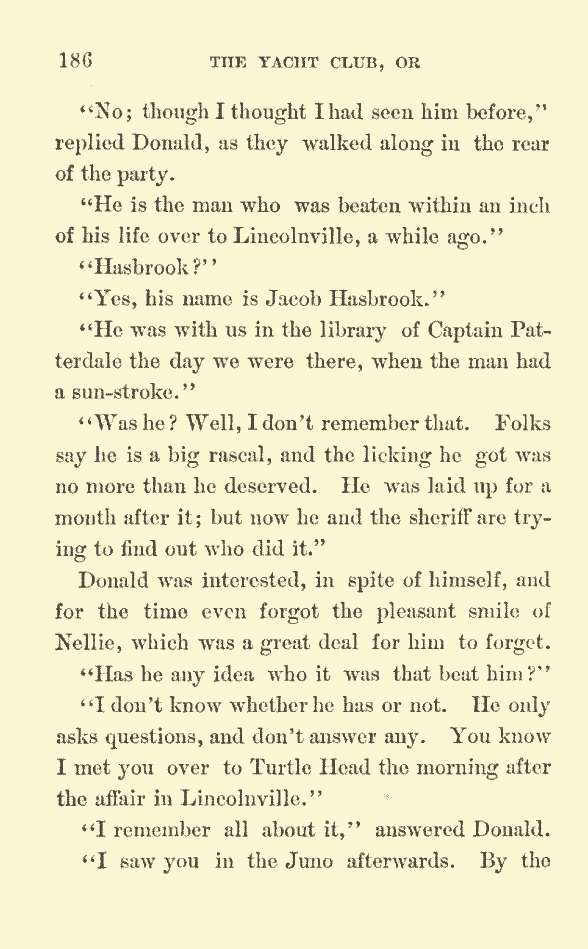 186 THE YACHT CLUB, OR
"No; though I thought I had seen him before,"
replied Donald, as they walked along in the rear
of the party.
"He is the man who was beaten within an inch
of his life over to Lincolnville, a while ago."
"Hasbrook?"
"Yes, his name is Jacob Hasbrook."
"He was with us in the library of Captain Pat-
terdale the day we were there, when the man had
a sun-stroke."
"Was he? Well, I don't remember that. Folks
say he is a big rascal, and the licking he got was
no more than he deserved. He was laid up for a
month after it; but now he and the sheriff are try-
ing to find out who did it."
Donald was interested, in spite of himself, and
for the time even forgot the pleasant smile of
Nellie, which was a great deal for him to forget.
"Has he any idea who it was that beat him?"
"I don't know whether he has or not. He only
asks questions, and don't answer any. You know
I met you over to Turtle Head the morning after
the affair in Lincolnville."
"I remember all about it," answered Donald.
"I saw you in the Juno afterwards. By the